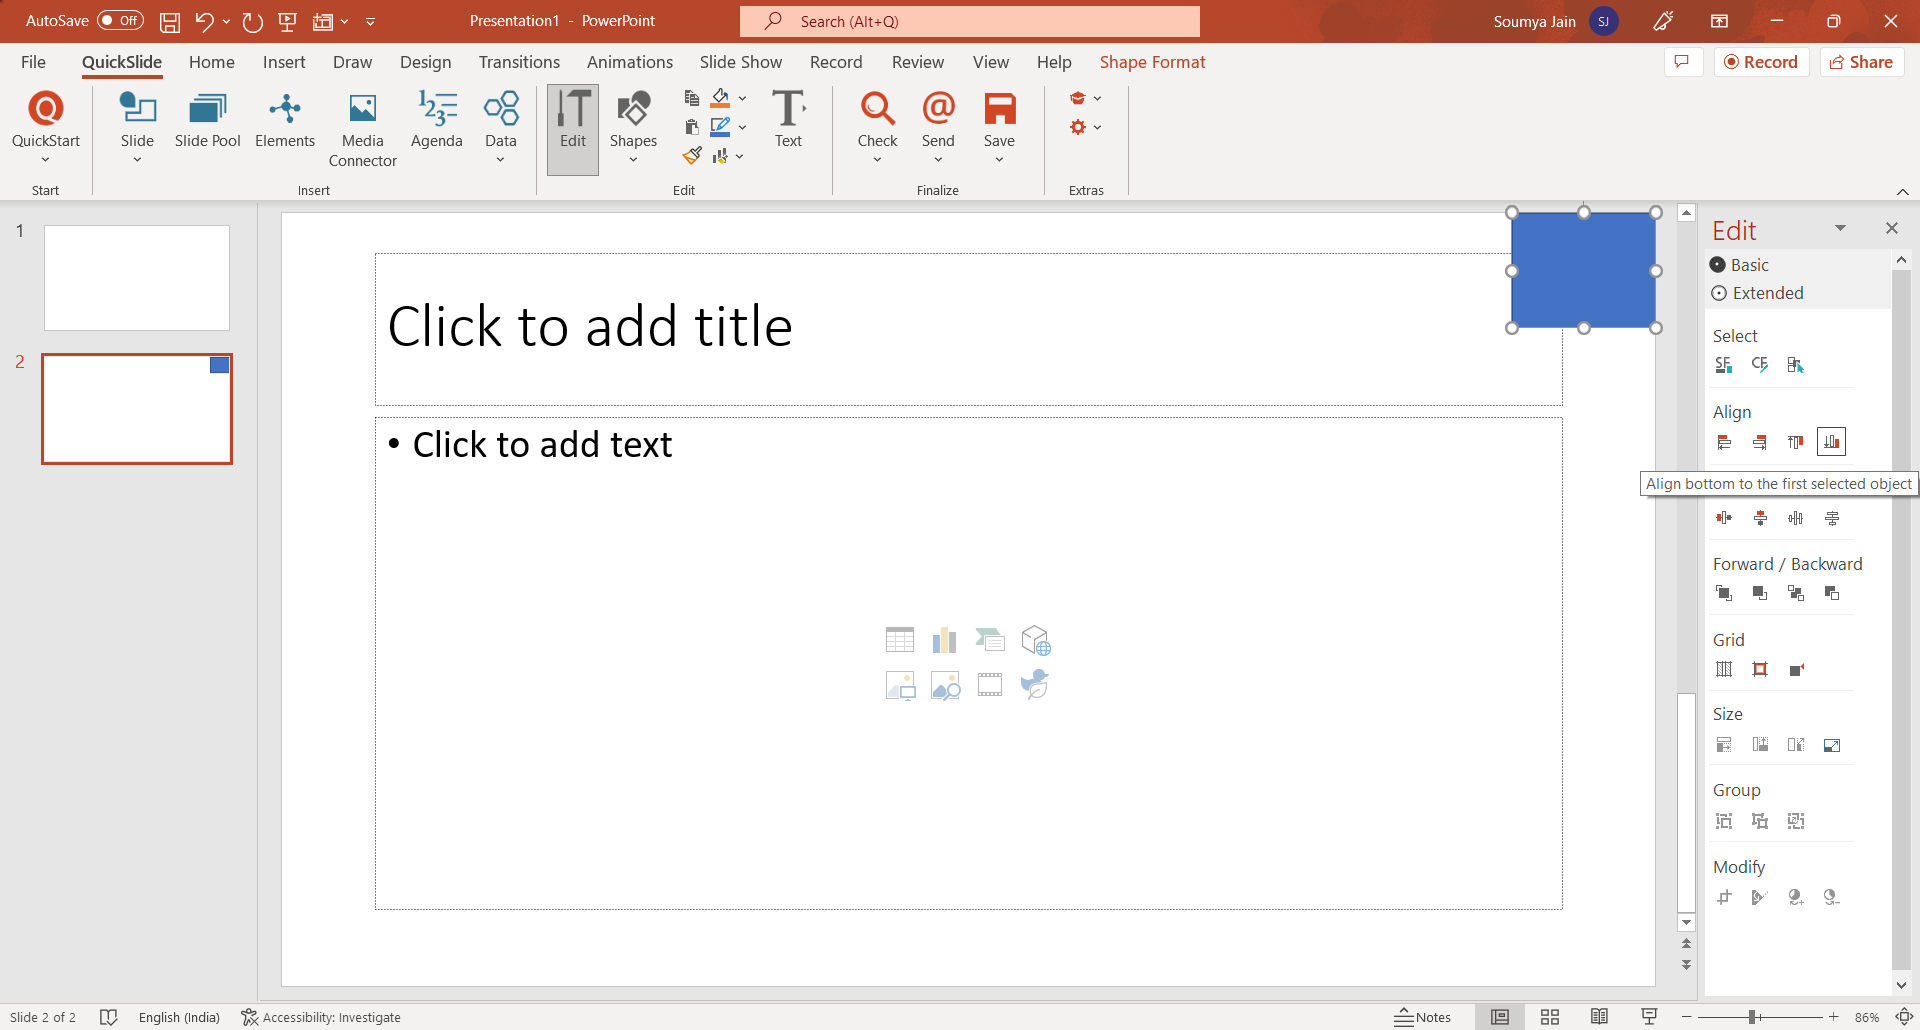 AutoSave Off Presentation1 - PowerPoint Search (Alt+Q) Soumya Jain SJ
File QuickSlide Home Insert Draw Design Transitions Animations Slide Show Record Review View Help Shape Format Record Share
QuickStart Slide Slide Pool Elements Media Connector Agenda Data Edit Shapes Text Check Send Save
Start Insert Edit Finalize Extras
1
2
Click to add title
• Click to add text
Edit
Basic
Extended
Select
SF CF
Align
Align bottom to the first selected object
Forward / Backward
Grid
Size
Group
Modify
Slide 2 of 2 English (India) Accessibility: Investigate Notes 86%